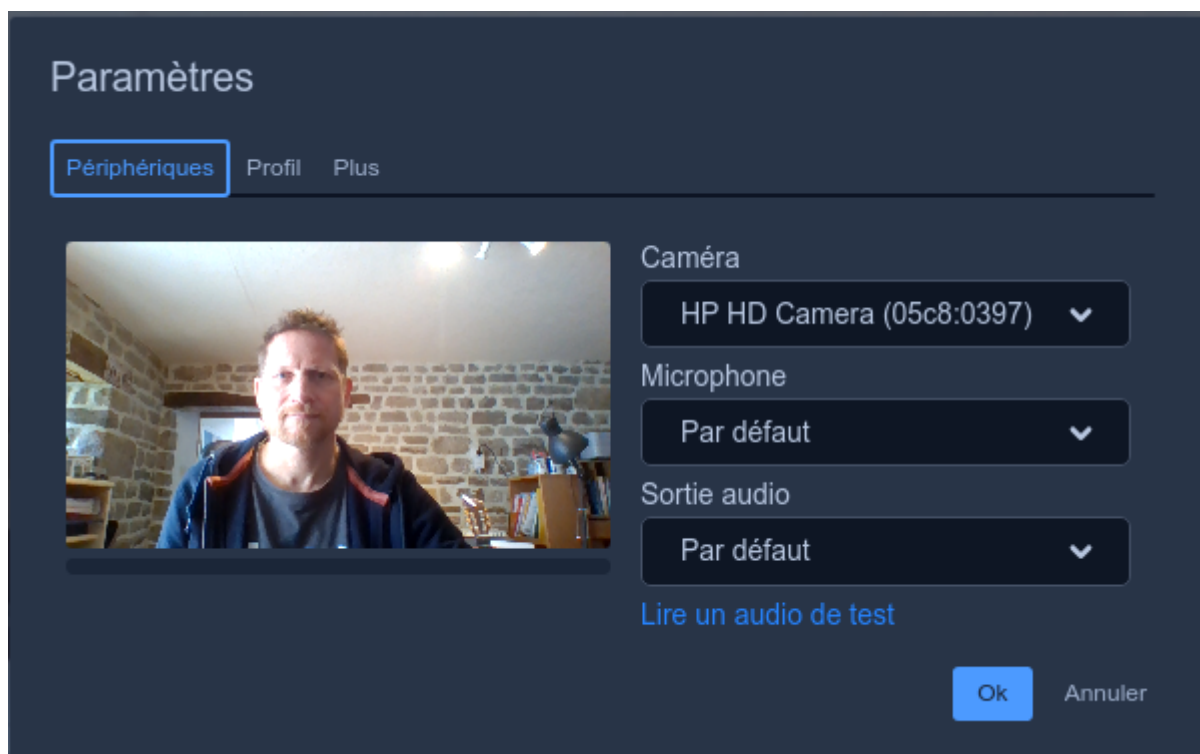 Paramètres
Périphériques Profil Plus
Caméra
HP HD Camera (05c8:0397)
Microphone
Par défaut
Sortie audio
Par défaut
Lire un audio de test
Ok Annuler